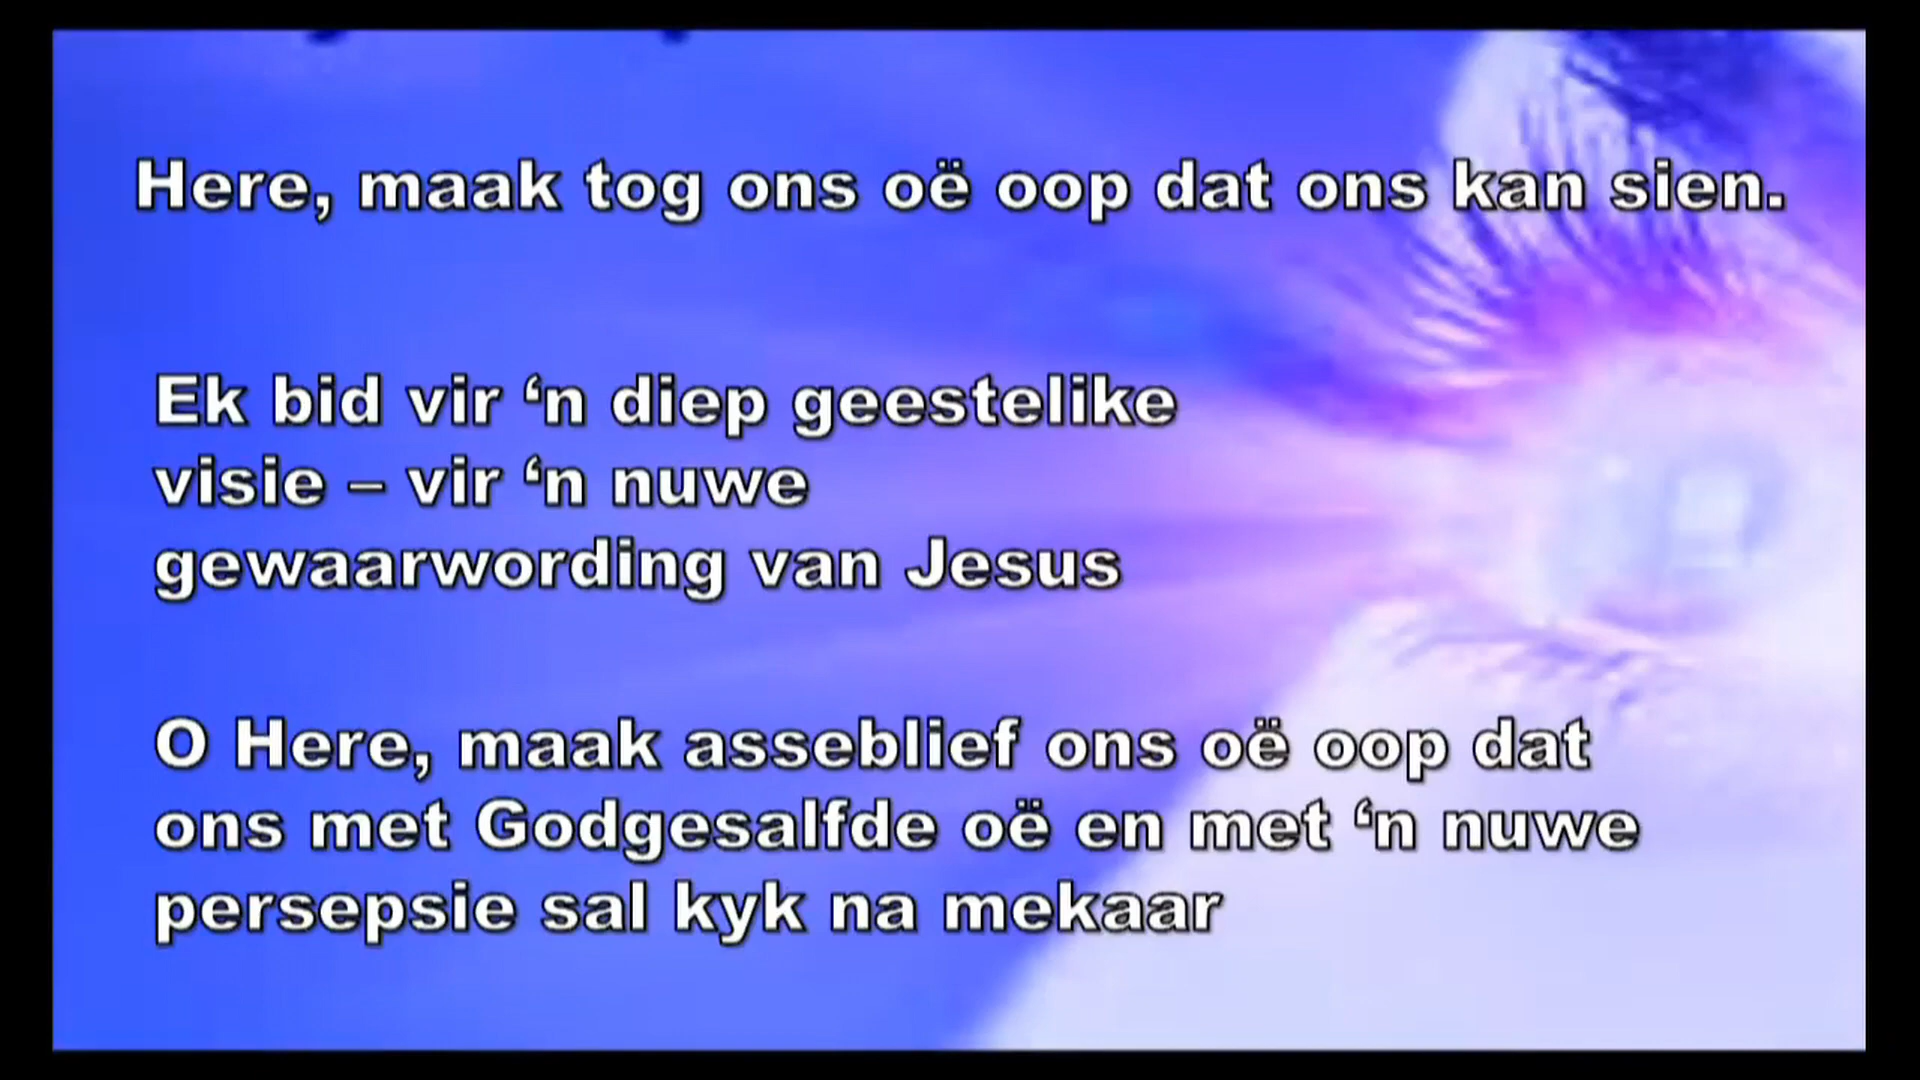 Here, maak tog ons oë oop dat ons kan sien.
Ek bid vir ‘n diep geestelike
visie – vir ‘n nuwe
gewaarwording van Jesus
O Here, maak asseblief ons oë oop dat
ons met Godgesalfde oë en met ‘n nuwe
persepsie sal kyk na mekaar